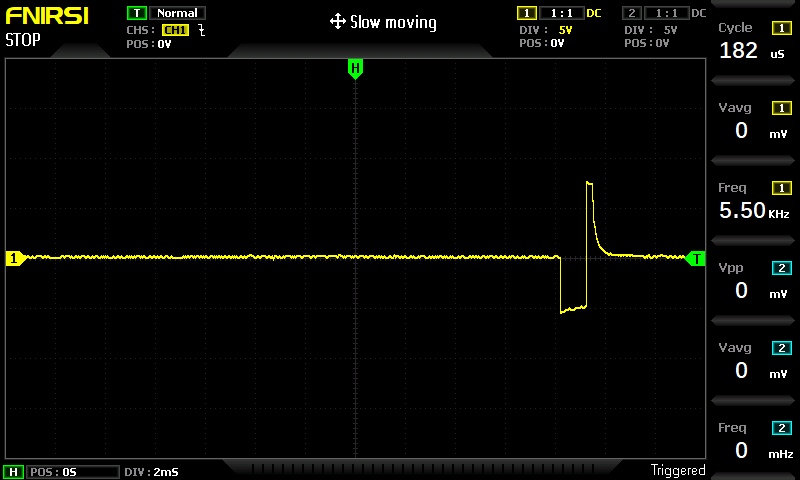 FNIRSI
STOP
T Normal
CHS: CH1
POS: 0V
Slow moving
1 1:1 DC
DIV: 5V
POS: 0V
2 1:1 DC
DIV: 5V
POS: 0V
H
1
T
Cycle 1
182 uS
Vavg 1
0 mV
Freq 1
5.50 KHz
Vpp 2
0 mV
Vavg 2
0 mV
Freq 2
0 mHz
H POS: 0S DIV: 2mS
Triggered